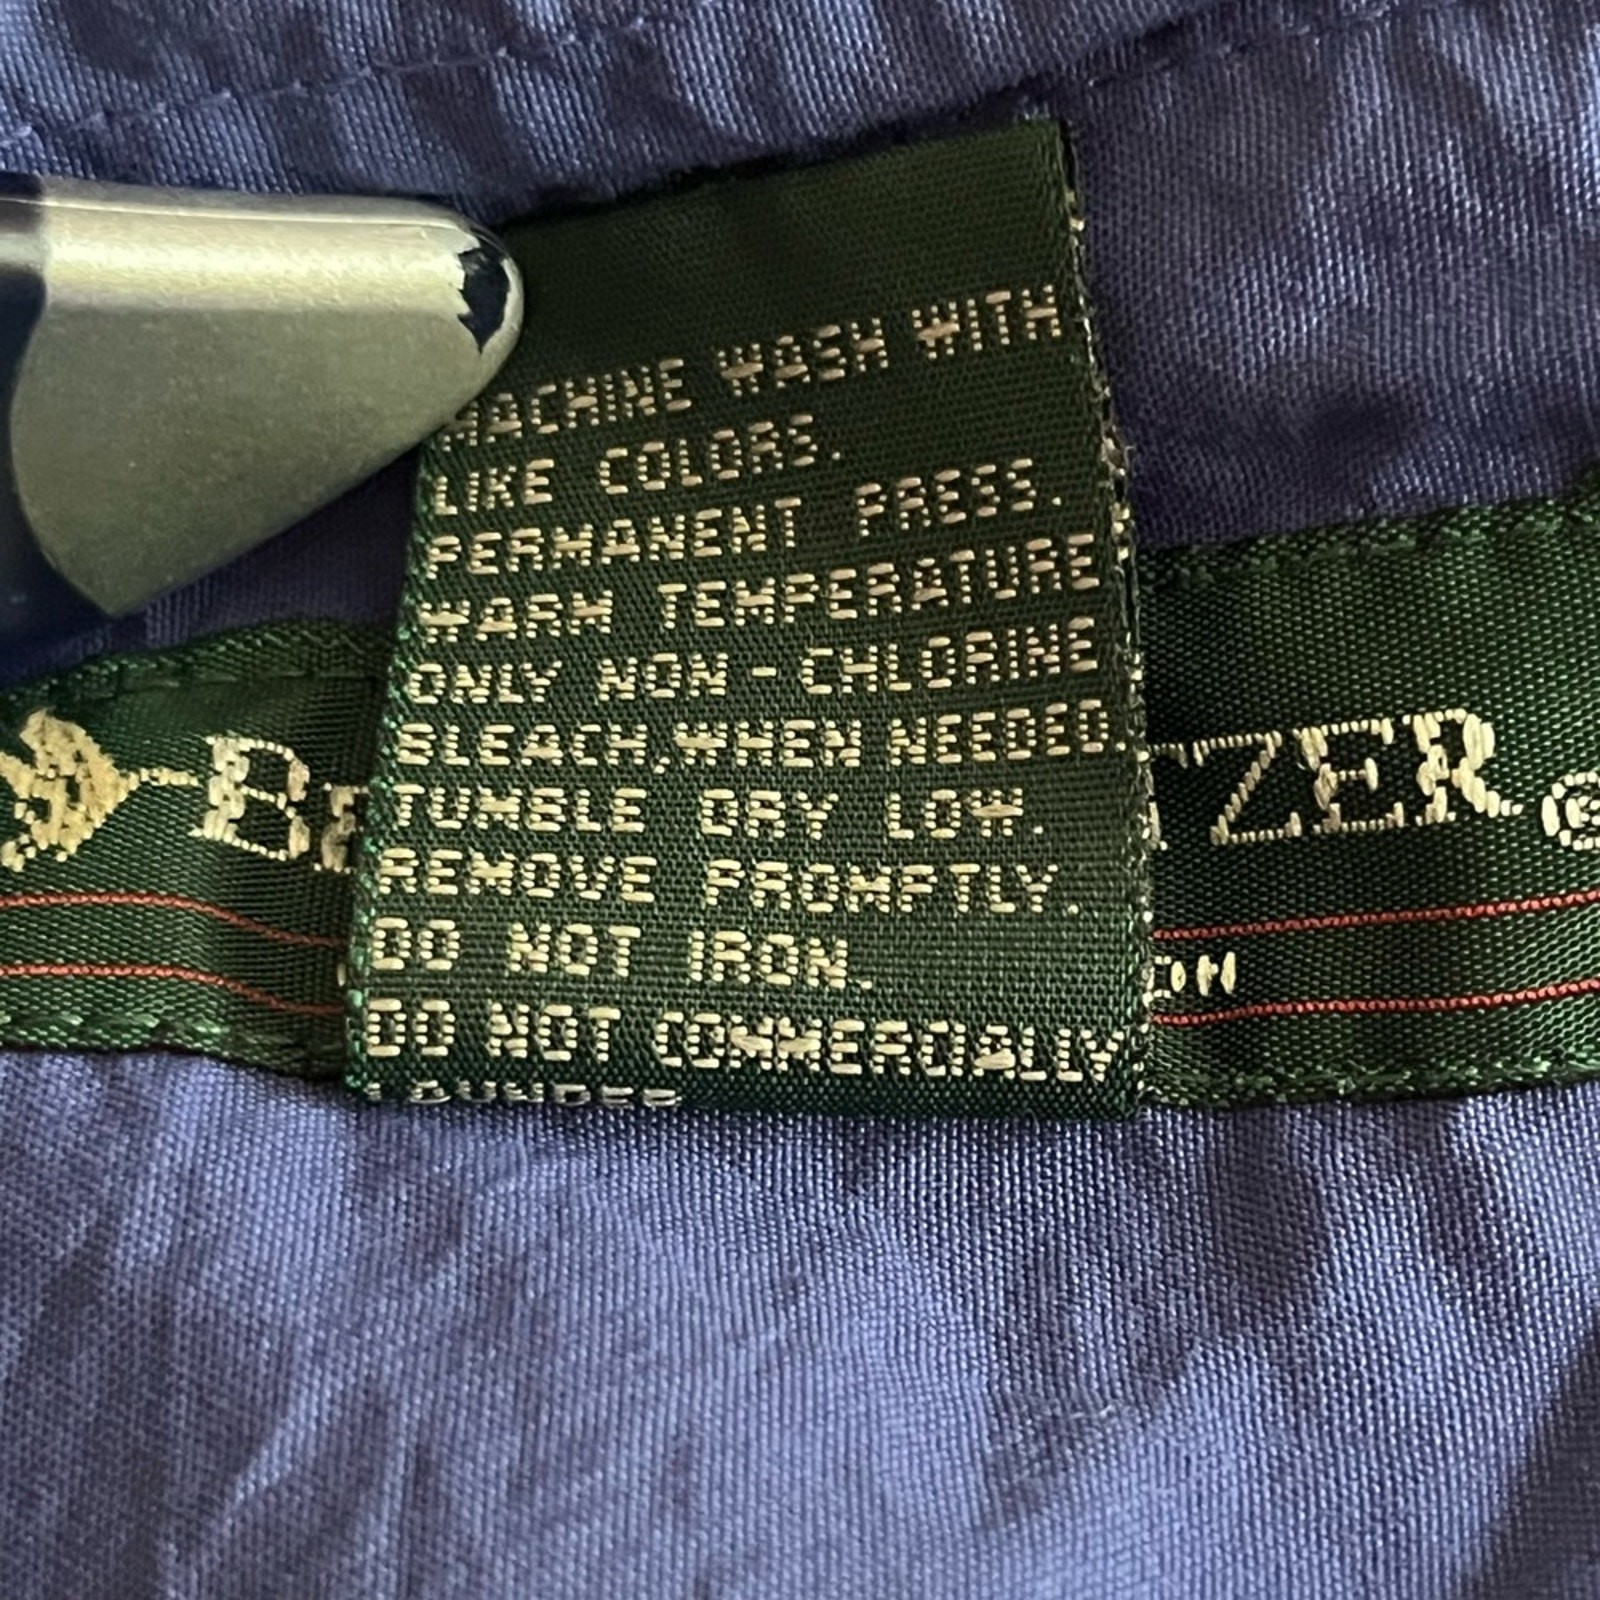 MACHINE WASH WITH
LIKE COLORS.
PERMANENT PRESS.
WARM TEMPERATURE
ONLY NON - CHLORINE
BLEACH, WHEN NEEDED.
TUMBLE DRY LOW.
REMOVE PROMPTLY.
DO NOT IRON.
DO NOT COMMERCIALLY
LAUNDER